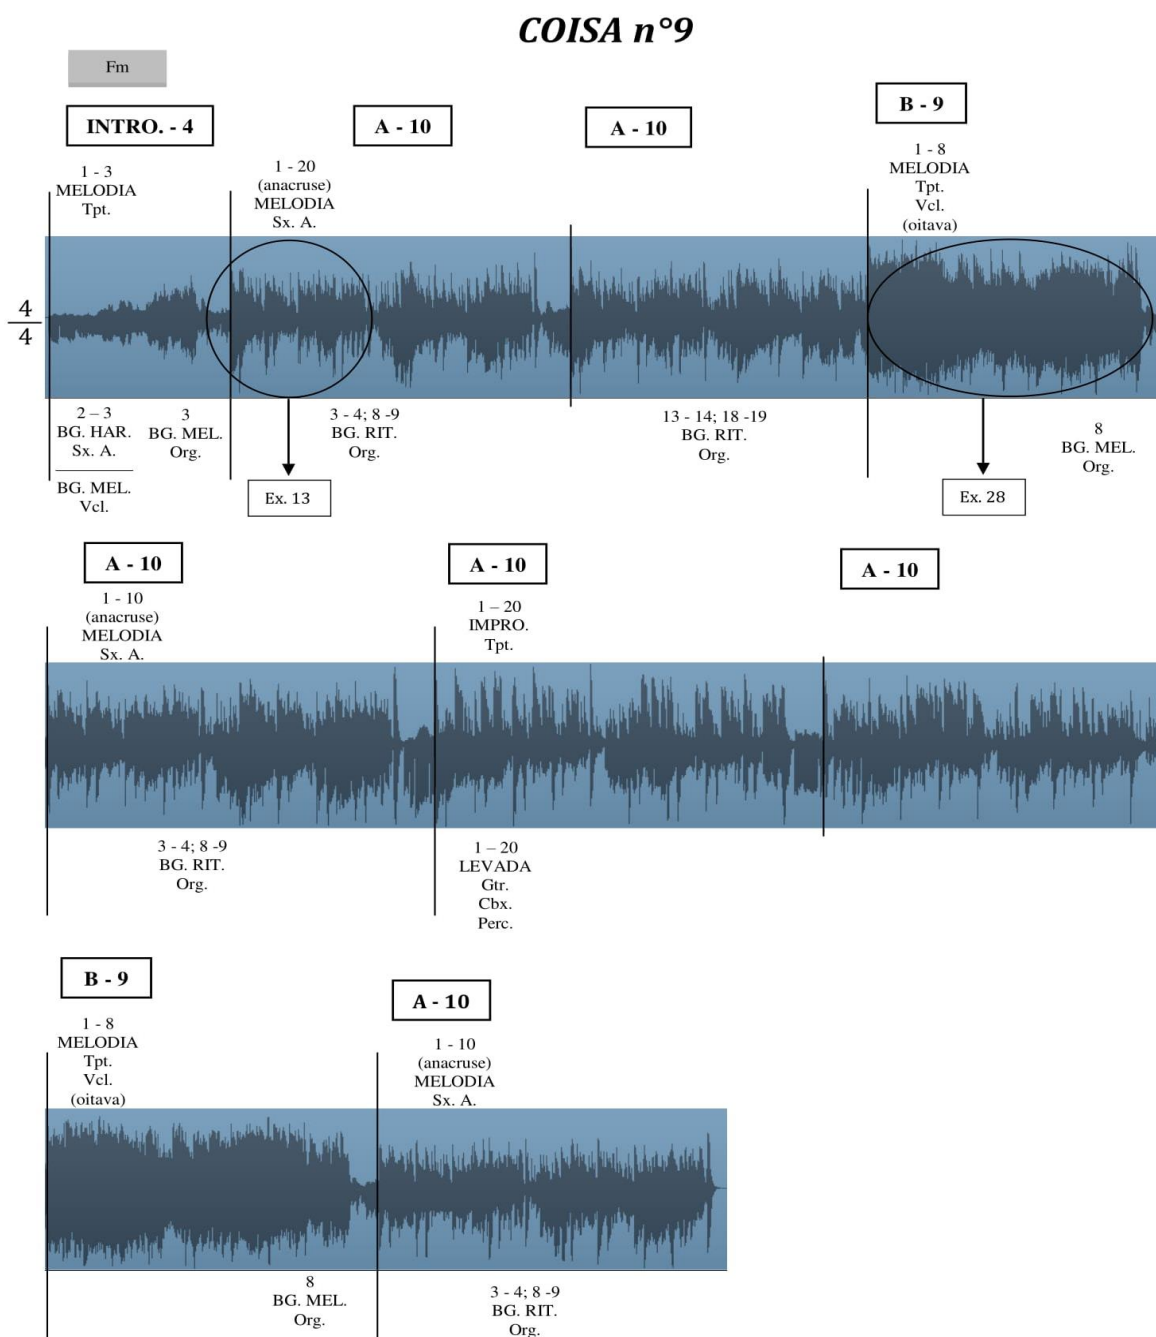 COISA n°9
Fm
INTRO. - 4
A - 10
A - 10
B - 9
1 - 3
MELODIA
Tpt.
1 - 20
(anacruse)
MELODIA
Sx. A.
1 - 8
MELODIA
Tpt.
Vcl.
(oitava)
4
4
2 – 3
BG. HAR.
Sx. A.
BG. MEL.
Vcl.
3
BG. MEL.
Org.
3 - 4; 8 -9
BG. RIT.
Org.
13 - 14; 18 -19
BG. RIT.
Org.
8
BG. MEL.
Org.
Ex. 13
Ex. 28
A - 10
A - 10
A - 10
1 - 10
(anacruse)
MELODIA
Sx. A.
1 – 20
IMPRO.
Tpt.
3 - 4; 8 -9
BG. RIT.
Org.
1 – 20
LEVADA
Gtr.
Cbx.
Perc.
B - 9
A - 10
1 - 8
MELODIA
Tpt.
Vcl.
(oitava)
1 - 10
(anacruse)
MELODIA
Sx. A.
8
BG. MEL.
Org.
3 - 4; 8 -9
BG. RIT.
Org.